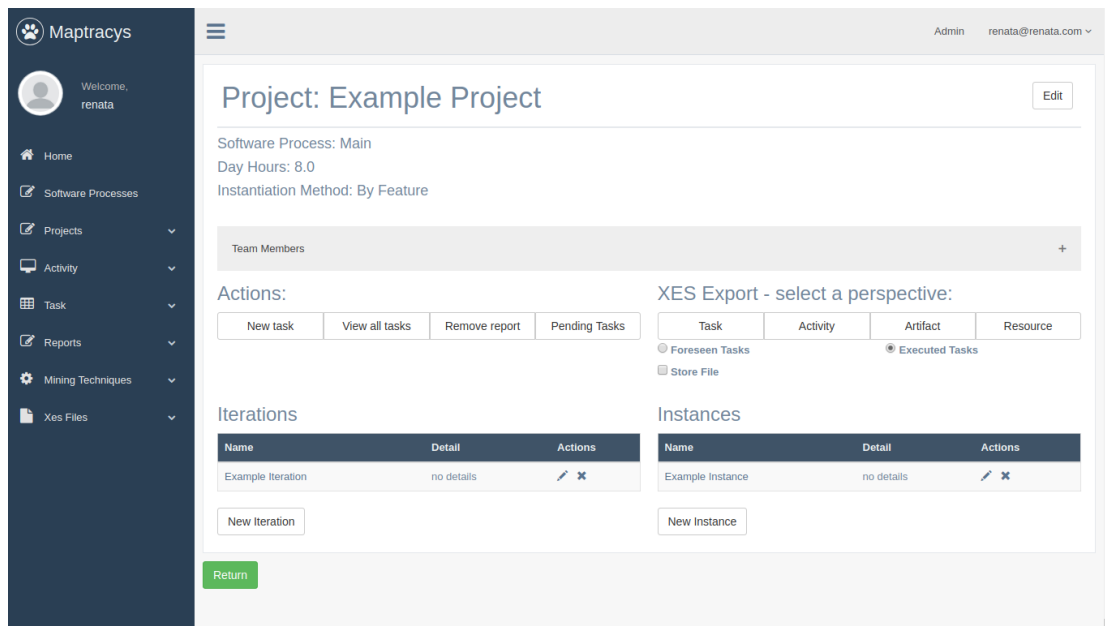 Maptracys
Admin renata@renata.com
Welcome,
renata
Home
Software Processes
Projects
Activity
Task
Reports
Mining Techniques
Xes Files
Project: Example Project
Edit
Software Process: Main
Day Hours: 8.0
Instantiation Method: By Feature
Team Members +
Actions:
New task View all tasks Remove report Pending Tasks
XES Export - select a perspective:
Task Activity Artifact Resource
Foreseen Tasks Executed Tasks
Store File
Iterations
Name Detail Actions
Example Iteration no details
New Iteration
Instances
Name Detail Actions
Example Instance no details
New Instance
Return